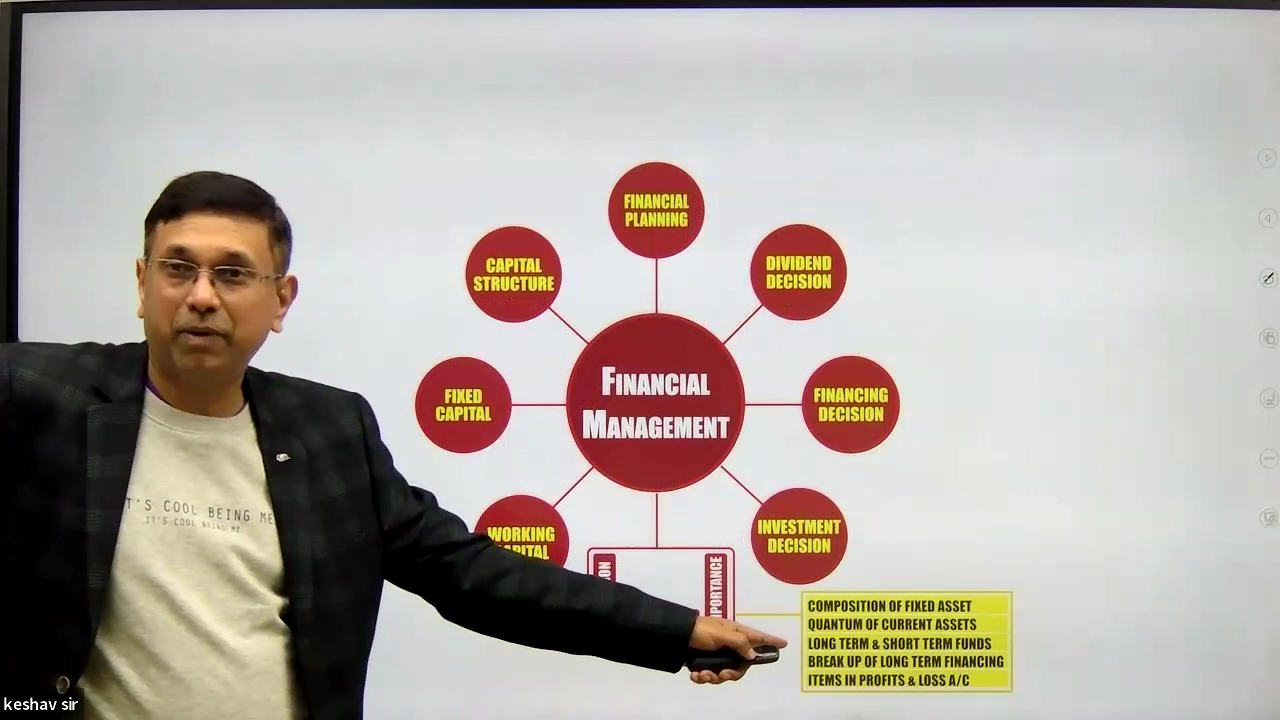 FINANCIAL
PLANNING
CAPITAL
STRUCTURE
DIVIDEND
DECISION
FINANCIAL
MANAGEMENT
FIXED
CAPITAL
FINANCING
DECISION
WORKING
INVESTMENT
DECISION
COMPOSITION OF FIXED ASSET
QUANTUM OF CURRENT ASSETS
LONG TERM & SHORT TERM FUNDS
BREAK UP OF LONG TERM FINANCING
ITEMS IN PROFITS & LOSS A/C
T'S COOL BEING ME
IT'S COOL BEING ME
keshav sir